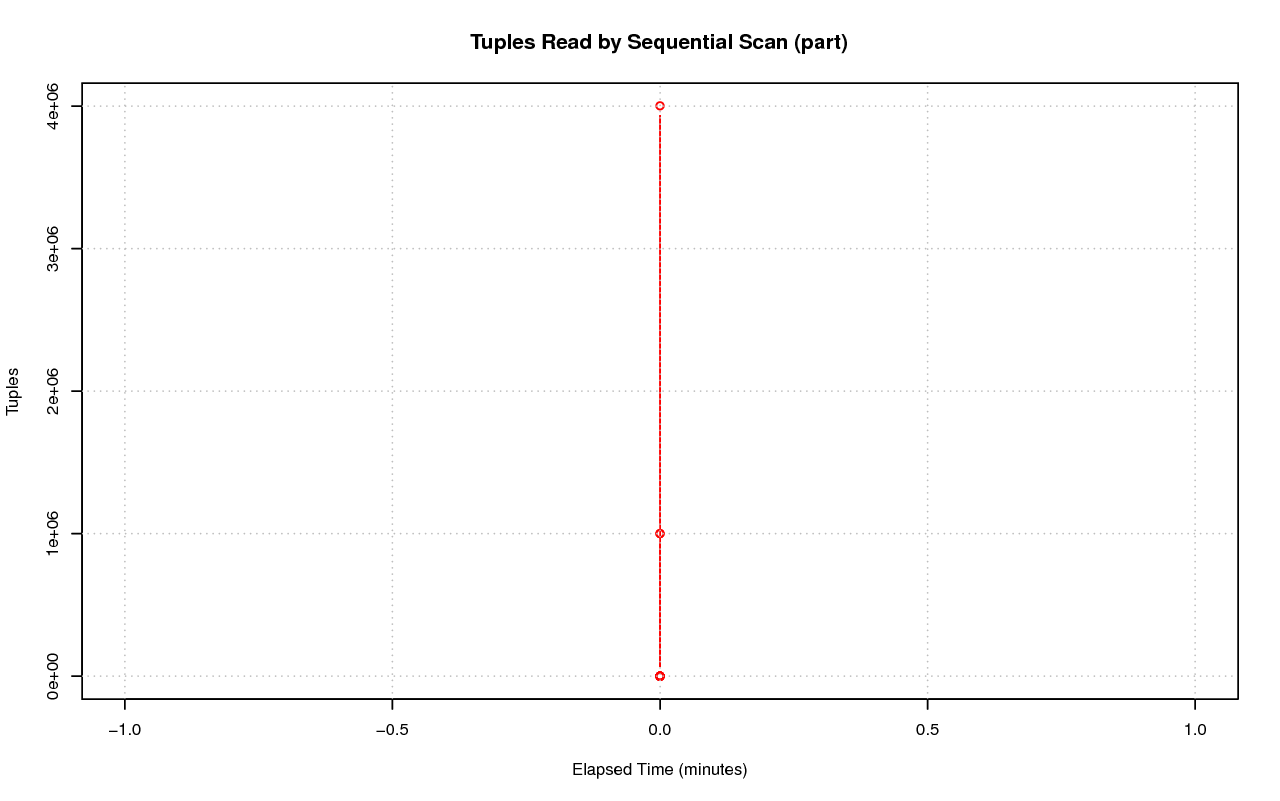 Tuples Read by Sequential Scan (part)
4e+06
3e+06
2e+06
1e+06
0e+00
Tuples
−1.0
−0.5
0.0
0.5
1.0
Elapsed Time (minutes)